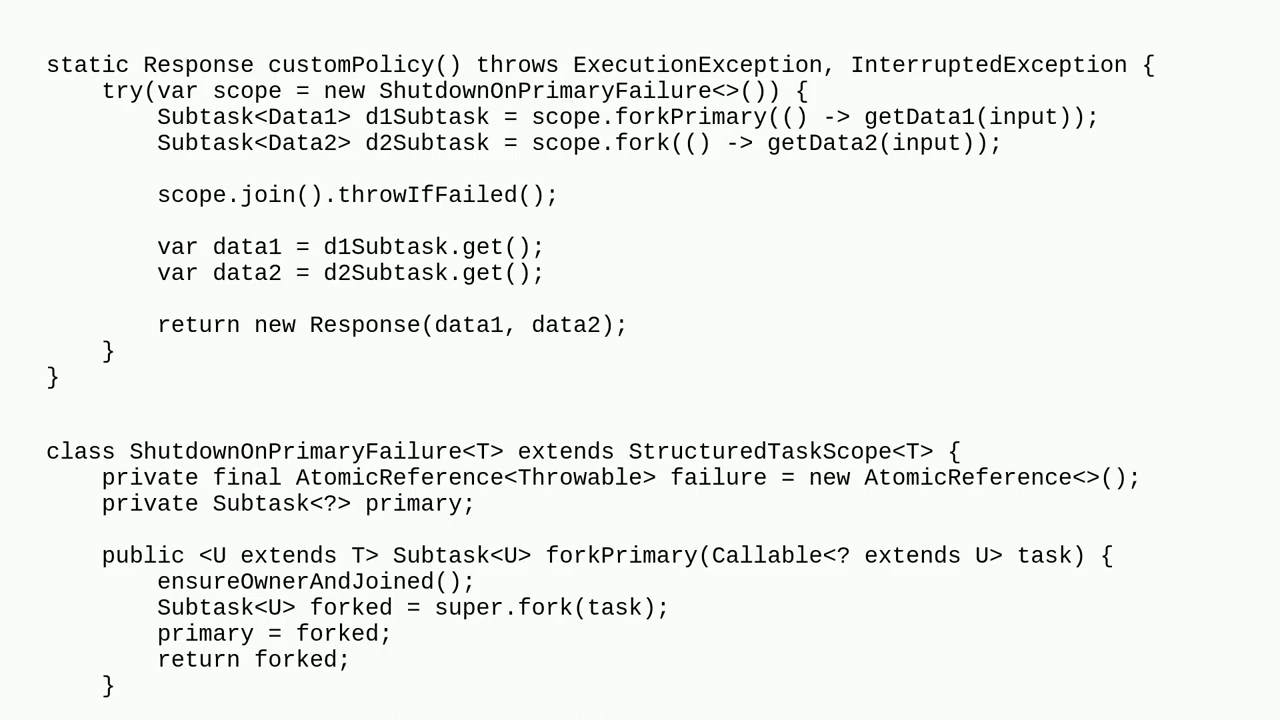 static Response customPolicy() throws ExecutionException, InterruptedException {
    try(var scope = new ShutdownOnPrimaryFailure<>()) {
        Subtask<Data1> d1Subtask = scope.forkPrimary(() -> getData1(input));
        Subtask<Data2> d2Subtask = scope.fork(() -> getData2(input));

        scope.join().throwIfFailed();

        var data1 = d1Subtask.get();
        var data2 = d2Subtask.get();

        return new Response(data1, data2);
    }
}

class ShutdownOnPrimaryFailure<T> extends StructuredTaskScope<T> {
    private final AtomicReference<Throwable> failure = new AtomicReference<>();
    private Subtask<?> primary;

    public <U extends T> Subtask<U> forkPrimary(Callable<? extends U> task) {
        ensureOwnerAndJoined();
        Subtask<U> forked = super.fork(task);
        primary = forked;
        return forked;
    }